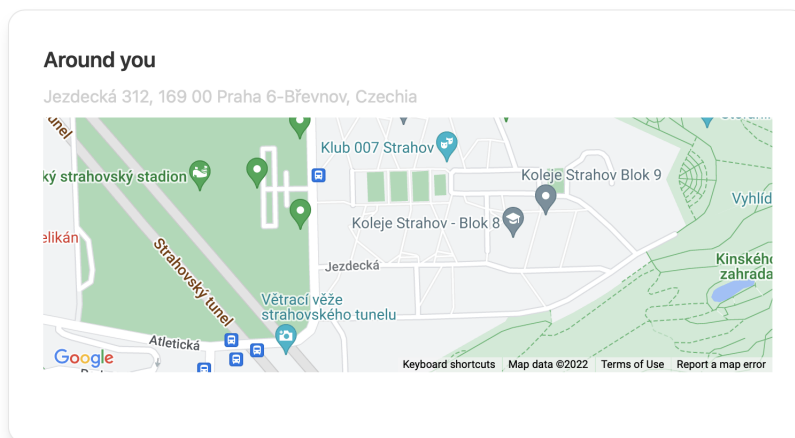 Around you
Jezdecká 312, 169 00 Praha 6-Břevnov, Czechia
Klub 007 Strahov
ký strahovský stadion
Koleje Strahov Blok 9
Vyhlíd
Koleje Strahov - Blok 8
elikán
Strahovský tunel
Jezdecká
Kinského
zahrada
Větrací věže
strahovského tunelu
Atletická
Google
Keyboard shortcuts
Map data ©2022
Terms of Use
Report a map error